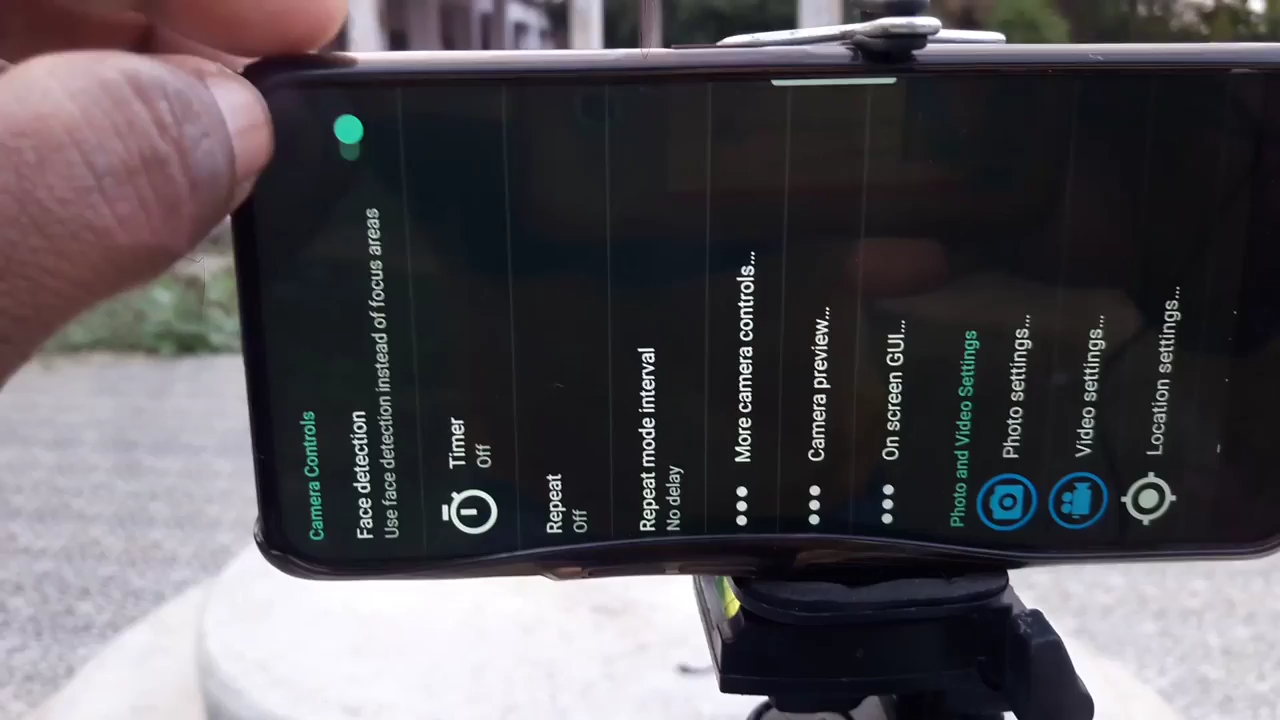 Camera Controls
Face detection
Use face detection instead of focus areas
Timer
Off
Repeat
Off
Repeat mode interval
No delay
More camera controls...
Camera preview...
On screen GUI...
Photo and Video Settings
Photo settings...
Video settings...
Location settings...